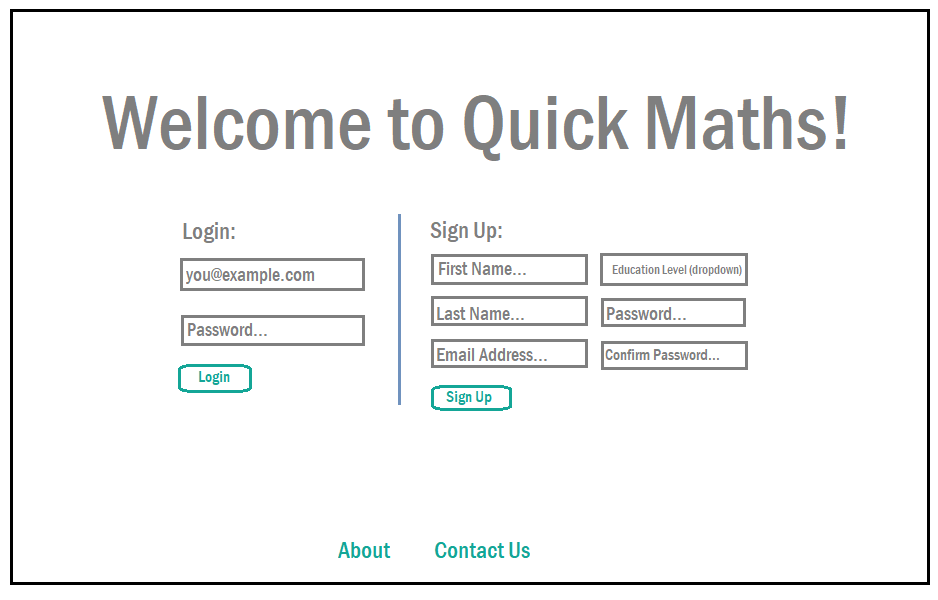 Welcome to Quick Maths!
Login:
you@example.com
Password...
Login
Sign Up:
First Name...
Education Level (dropdown)
Last Name...
Password...
Email Address...
Confirm Password...
Sign Up
About
Contact Us